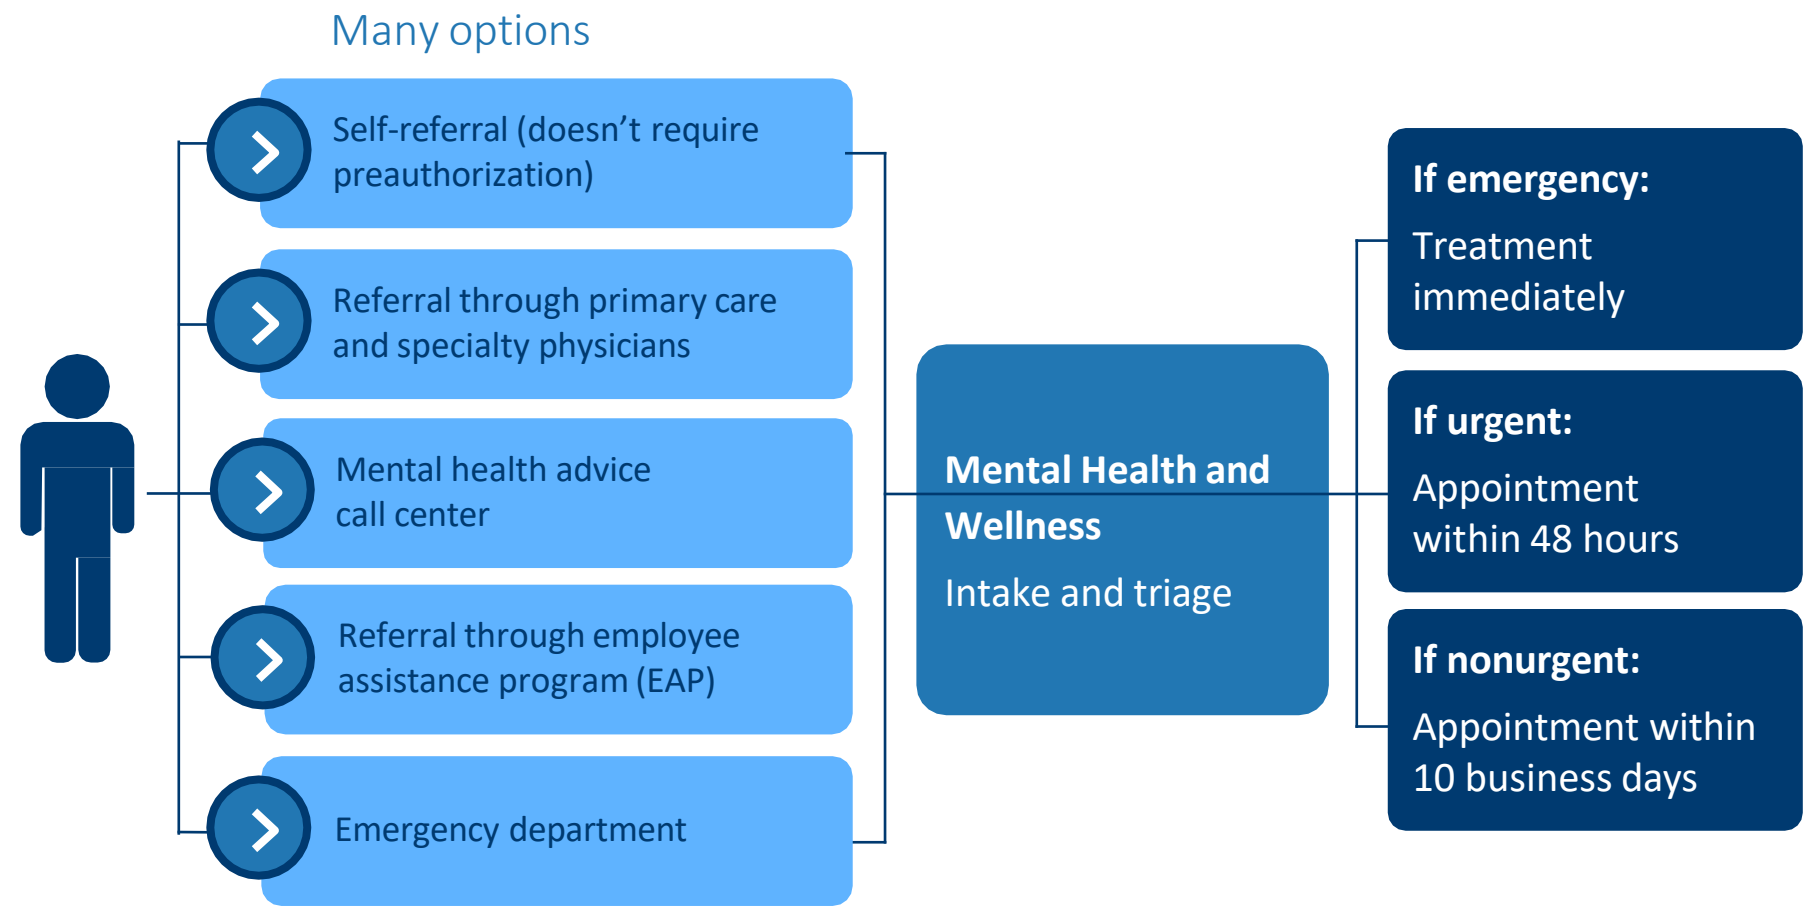 Many options
Self-referral (doesn’t require
preauthorization)
Referral through primary care
and specialty physicians
Mental health advice
call center
Referral through employee
assistance program (EAP)
Emergency department
Mental Health and
Wellness
Intake and triage
If emergency:
Treatment
immediately
If urgent:
Appointment
within 48 hours
If nonurgent:
Appointment within
10 business days